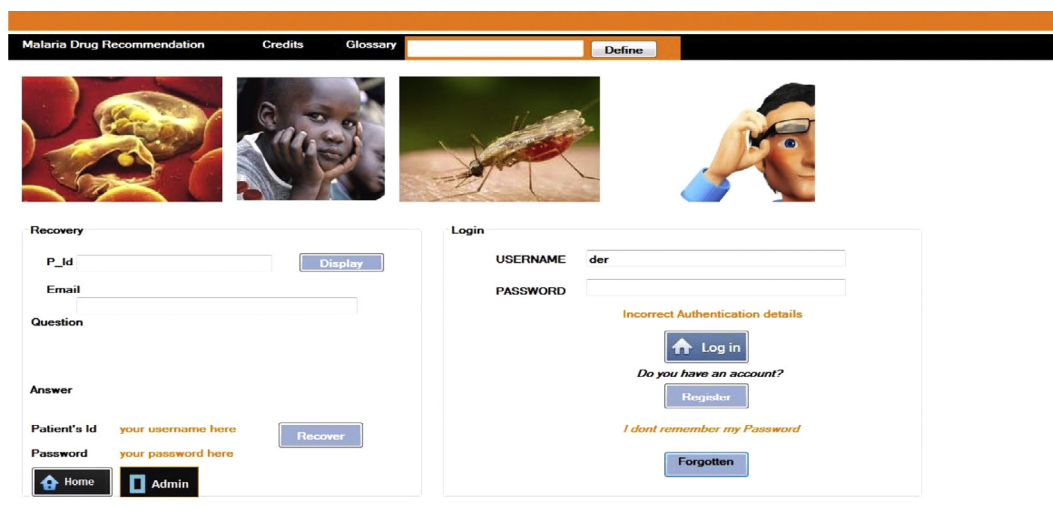 Malaria Drug Recommendation Credits Glossary Define
Recovery
P_Id Display
Email
Question
Answer
Patient's Id your username here Recover
Password your password here
Home Admin
Login
USERNAME der
PASSWORD
Incorrect Authentication details
Log in
Do you have an account?
Register
I dont remember my Password
Forgotten